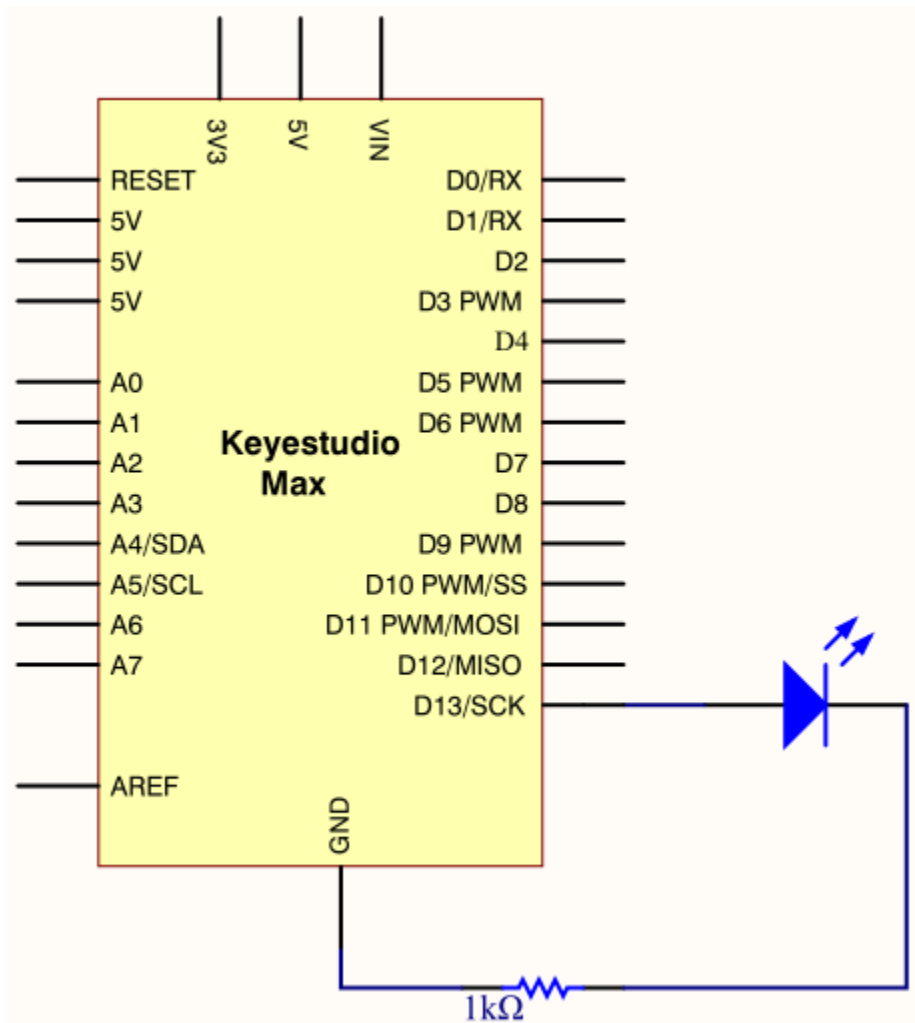 3V3
5V
VIN
RESET
D0/RX
5V
D1/RX
5V
D2
5V
D3 PWM
D4
A0
D5 PWM
A1
D6 PWM
Keyestudio
Max
A2
D7
A3
D8
A4/SDA
D9 PWM
A5/SCL
D10 PWM/SS
A6
D11 PWM/MOSI
A7
D12/MISO
D13/SCK
AREF
GND
1kΩ